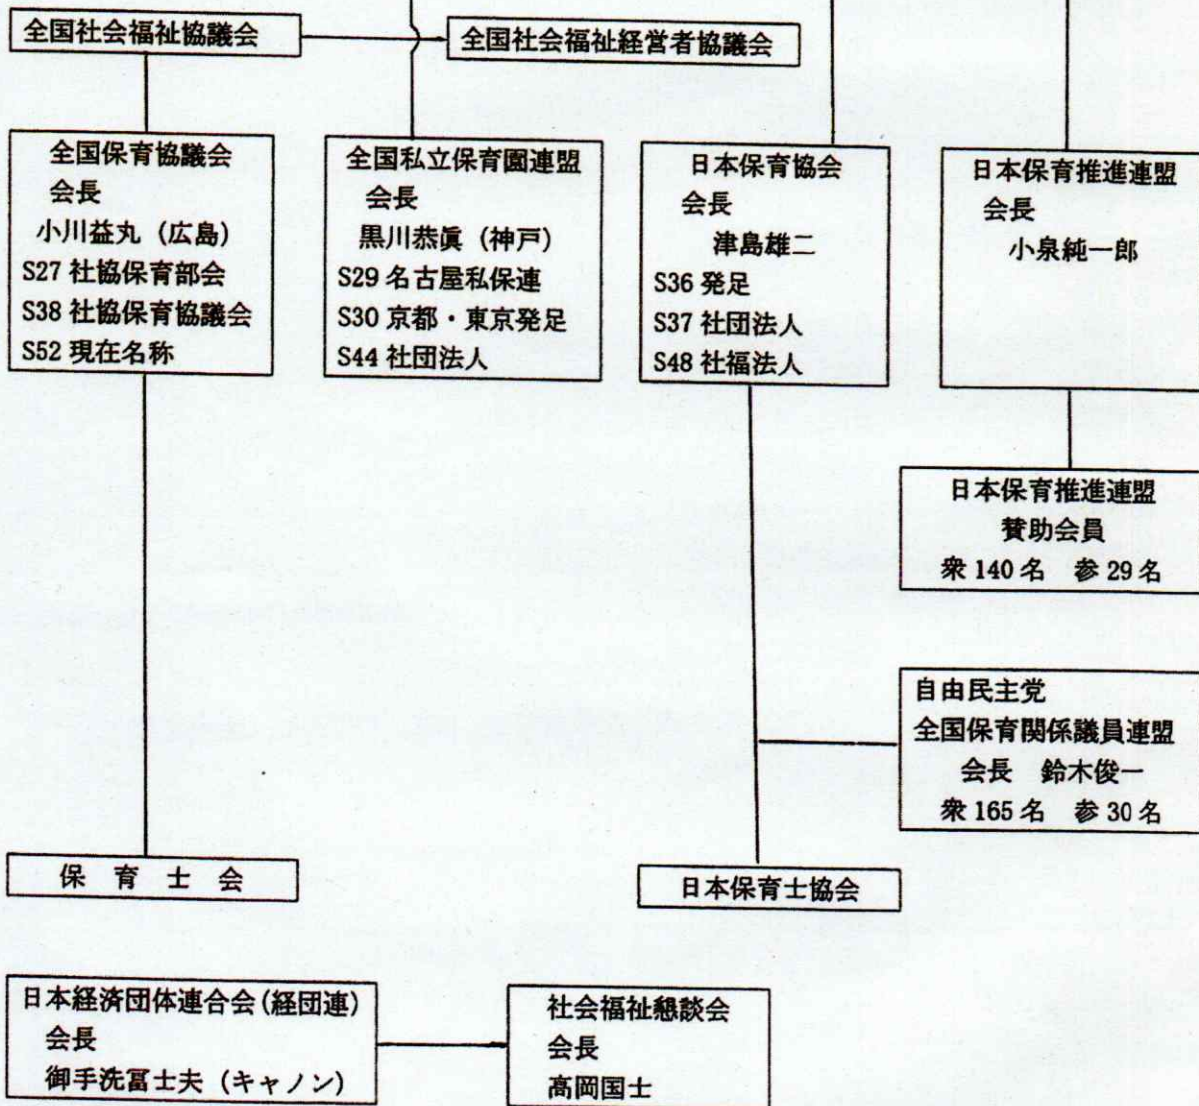 全国社会福祉協議会
全国社会福祉経営者協議会
全国保育協議会
会長
小川益丸（広島）
S27 社協保育部会
S38 社協保育協議会
S52 現在名称
全国私立保育園連盟
会長
黒川恭眞（神戸）
S29 名古屋私保連
S30 京都・東京発足
S44 社団法人
日本保育協会
会長
津島雄二
S36 発足
S37 社団法人
S48 社福法人
日本保育推進連盟
会長
小泉純一郎
日本保育推進連盟
賛助会員
衆 140 名　参 29 名
自由民主党
全国保育関係議員連盟
会長　鈴木俊一
衆 165 名　参 30 名
保　育　士　会
日本保育士協会
日本経済団体連合会(経団連)
会長
御手洗冨士夫（キャノン）
社会福祉懇談会
会長
高岡国士